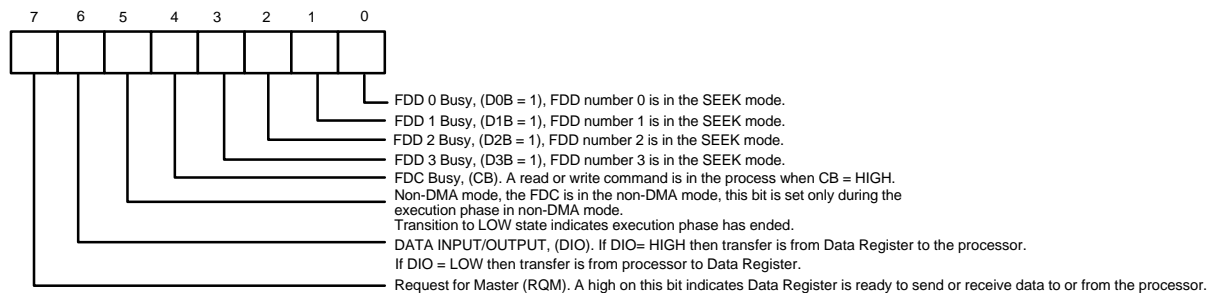 7 6 5 4 3 2 1 0
FDD 0 Busy, (D0B = 1), FDD number 0 is in the SEEK mode.
FDD 1 Busy, (D1B = 1), FDD number 1 is in the SEEK mode.
FDD 2 Busy, (D2B = 1), FDD number 2 is in the SEEK mode.
FDD 3 Busy, (D3B = 1), FDD number 3 is in the SEEK mode.
FDC Busy, (CB). A read or write command is in the process when CB = HIGH.
Non-DMA mode, the FDC is in the non-DMA mode, this bit is set only during the
execution phase in non-DMA mode.
Transition to LOW state indicates execution phase has ended.
DATA INPUT/OUTPUT, (DIO). If DIO= HIGH then transfer is from Data Register to the processor.
If DIO = LOW then transfer is from processor to Data Register.
Request for Master (RQM). A high on this bit indicates Data Register is ready to send or receive data to or from the processor.